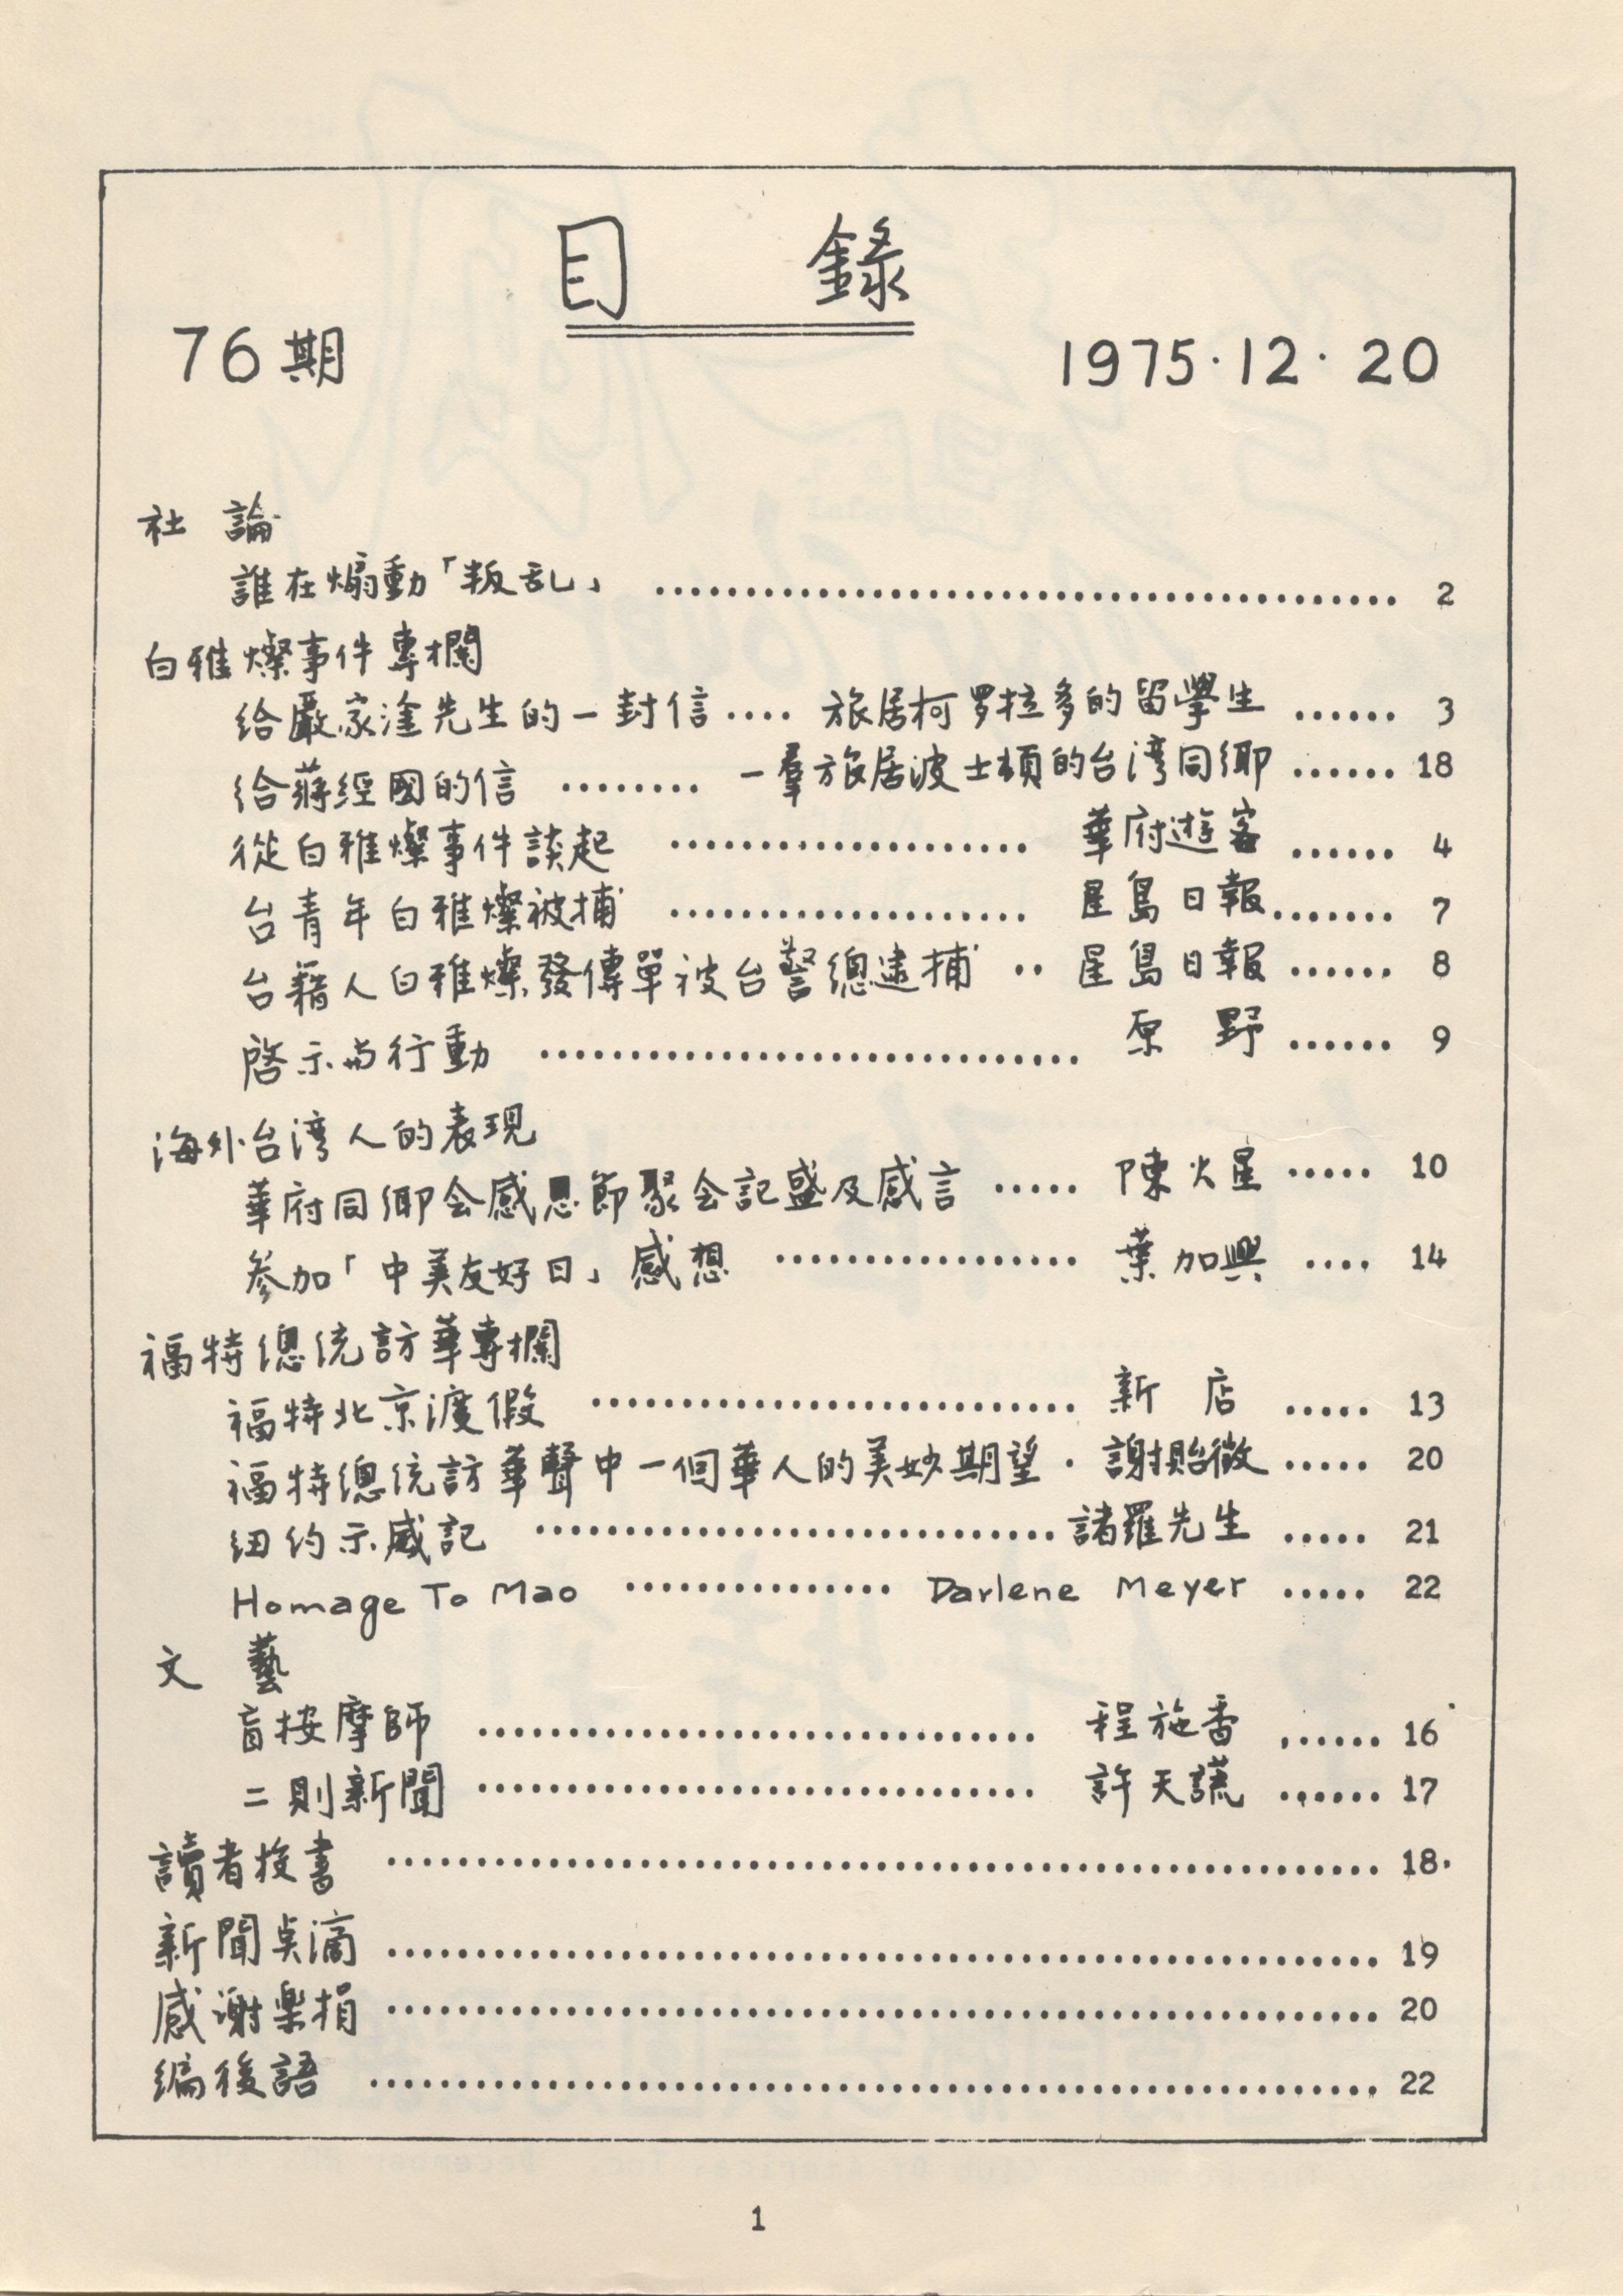 目 錄
76期 1975·12·20
社 論
誰在煽動「叛乱」 ........................................ 2
白雅燦事件專欄
给嚴家淦先生的一封信 .... 旅居柯罗拉多的留學生 ...... 3
给蔣經國的信 ........ 一羣旅居波士頓的台湾同鄉 ...... 18
從白雅燦事件談起 .................... 華府遊客 ...... 4
台青年白雅燦被捕 .................... 星島日報 ....... 7
台籍人白雅燦發傳單被台警總逮捕 .. 星島日報 ...... 8
啓示与行動 .............................. 原 野 ...... 9
海外台湾人的表現
華府同鄉会感恩節聚会記盛及感言 ..... 陳火星 ..... 10
参加「中美友好日」感想 ................. 葉加興 .... 14
福特總统訪華專欄
福特北京渡假 ........................... 新 店 ..... 13
福特總统訪華聲中一個華人的美妙期望 · 謝貽徵 ..... 20
纽约示威記 ............................. 諸羅先生 ..... 21
Homage To Mao ............... Darlene Meyer ..... 22
文 藝
盲按摩師 ............................... 程施香 ...... 16
二則新聞 ............................... 許天謊 ...... 17
讀者投書 ....................................................... 18
新聞点滴 ....................................................... 19
感谢樂捐 ....................................................... 20
编後語 ........................................................ 22
1